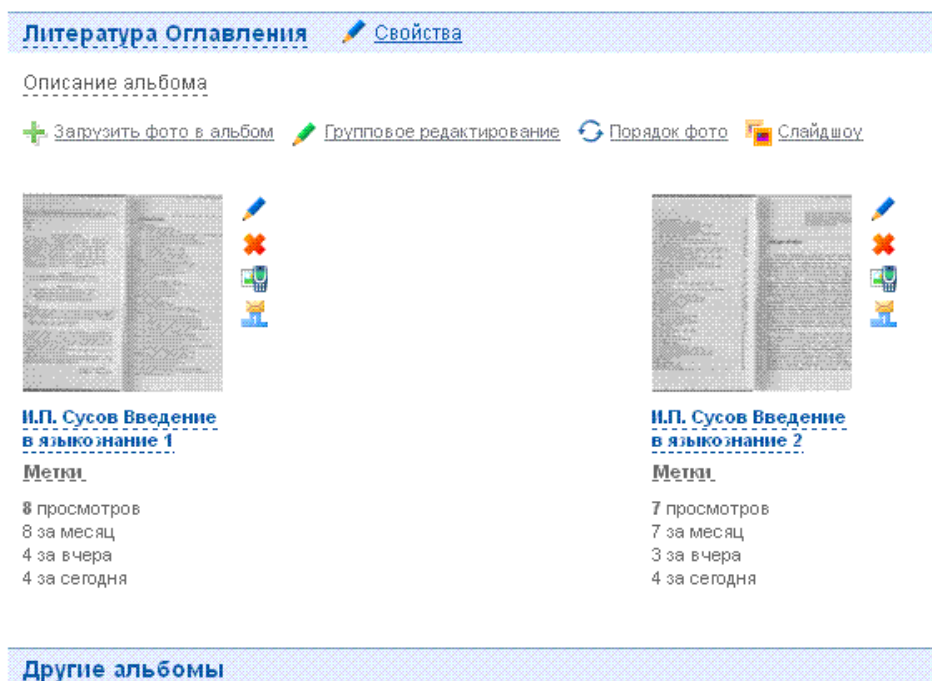 Литература Оглавления Свойства
Описание альбома
Загрузить фото в альбом Групповое редактирование Порядок фото Слайдшоу
И.П. Сусов Введение
в языкознание 1
Метки
8 просмотров
8 за месяц
4 за вчера
4 за сегодня
И.П. Сусов Введение
в языкознание 2
Метки
7 просмотров
7 за месяц
3 за вчера
4 за сегодня
Другие альбомы